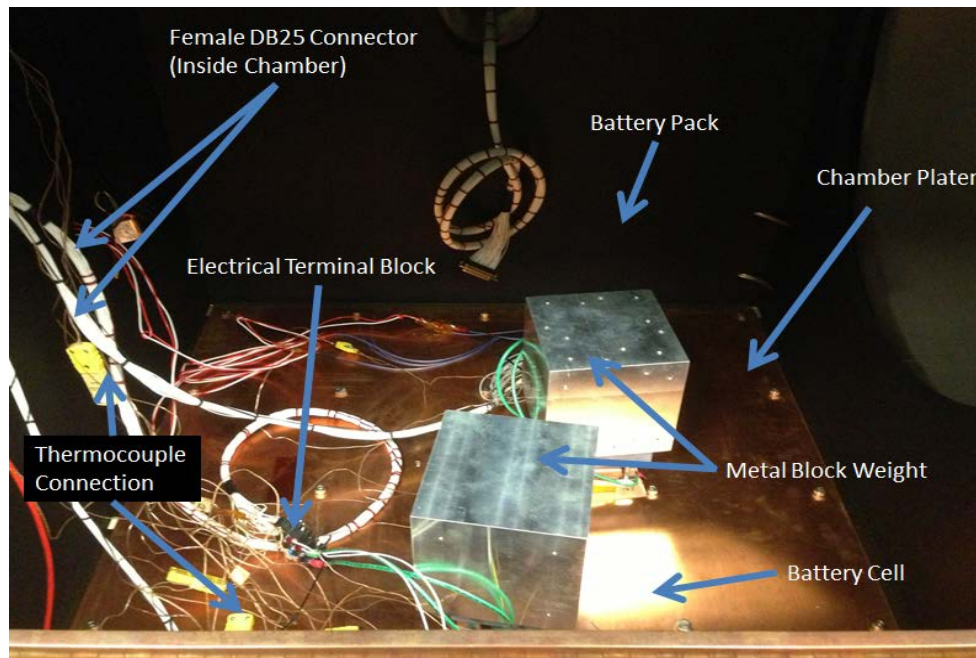 Female DB25 Connector
(Inside Chamber)
Battery Pack
Chamber Plater
Electrical Terminal Block
Thermocouple
Connection
Metal Block Weight
Battery Cell